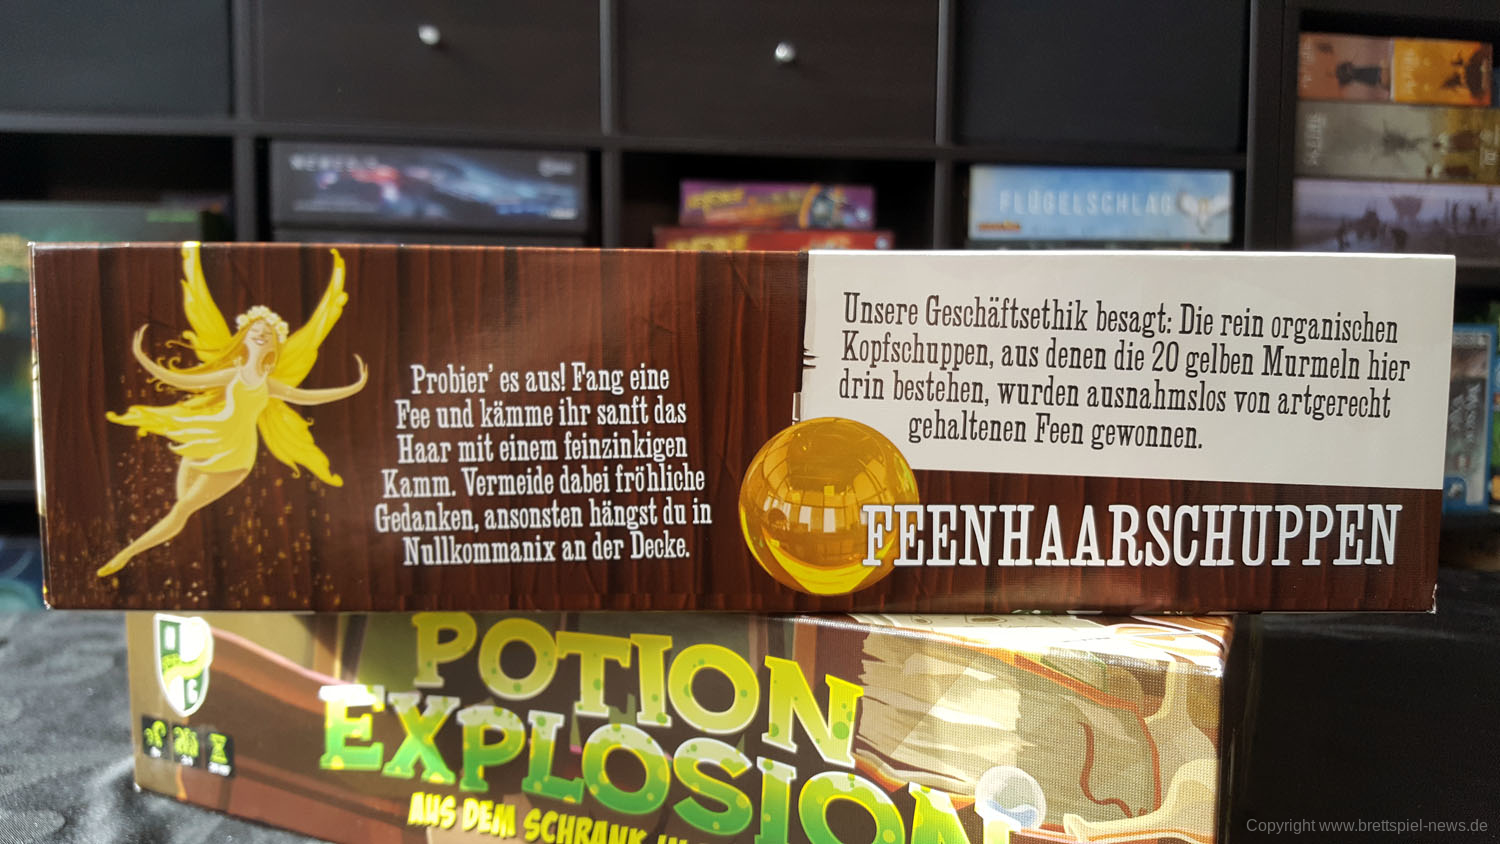 FLÜGELSCHLAG
Probier' es aus! Fang eine
Fee und kämme ihr sanft das
Haar mit einem feinzinkigen
Kamm. Vermeide dabei fröhliche
Gedanken, ansonsten hängst du in
Nullkommanix an der Decke.
Unsere Geschäftsethik besagt: Die rein organischen
Kopfschuppen, aus denen die 20 gelben Murmeln hier
drin bestehen, wurden ausnahmslos von artgerecht
gehaltenen Feen gewonnen.
FEENHAARSCHUPPEN
POTION
EXPLOSION
AUS DEM SCHRANK
Copyright www.brettspiel-news.de